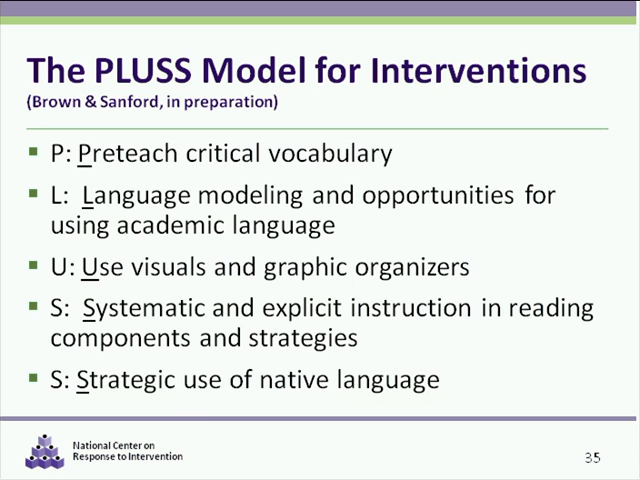 The PLUSS Model for Interventions
(Brown & Sanford, in preparation)
▪ P: Preteach critical vocabulary
▪ L: Language modeling and opportunities for
using academic language
▪ U: Use visuals and graphic organizers
▪ S: Systematic and explicit instruction in reading
components and strategies
▪ S: Strategic use of native language
National Center on
Response to Intervention
35